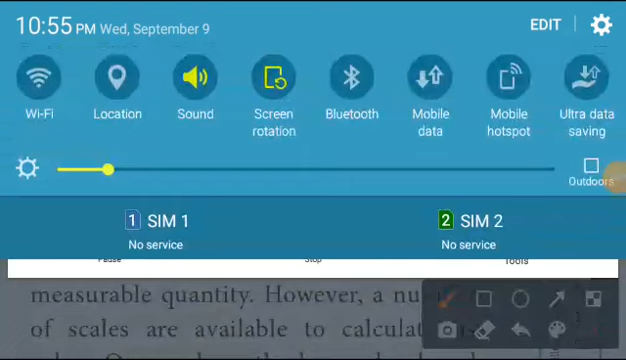 10:55 PM Wed, September 9 EDIT
Wi-Fi Location Sound Screen rotation Bluetooth Mobile data Mobile hotspot Ultra data saving
Outdoors
1 SIM 1 2 SIM 2
No service No service
Pause Stop Tools
measurable quantity. However, a
of scales are available to